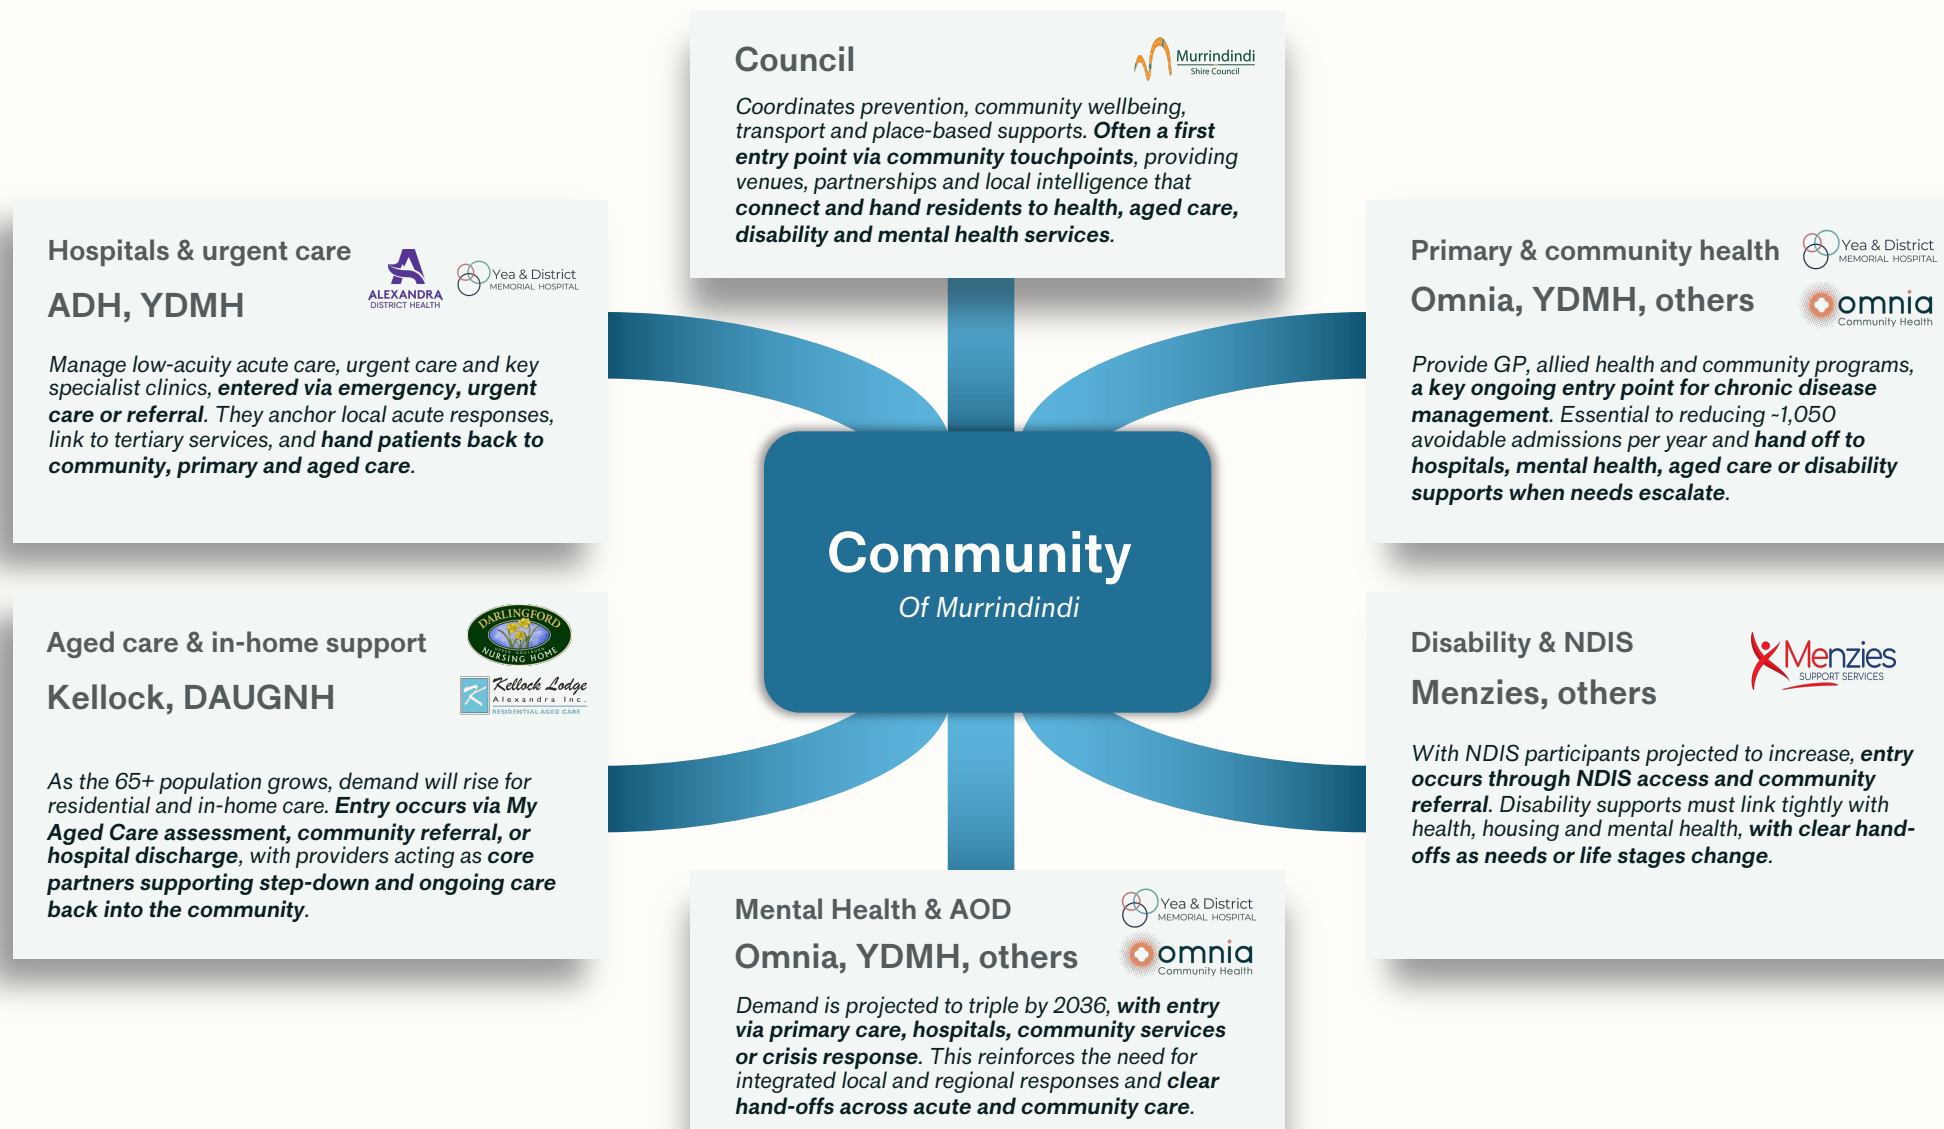 Council
Murrindindi
Shire Council
Coordinates prevention, community wellbeing,
transport and place-based supports. Often a first
entry point via community touchpoints, providing
venues, partnerships and local intelligence that
connect and hand residents to health, aged care,
disability and mental health services.
Hospitals & urgent care
ADH, YDMH
ALEXANDRA
DISTRICT HEALTH
Yea & District
MEMORIAL HOSPITAL
Manage low-acuity acute care, urgent care and key
specialist clinics, entered via emergency, urgent
care or referral. They anchor local acute responses,
link to tertiary services, and hand patients back to
community, primary and aged care.
Primary & community health
Omnia, YDMH, others
Yea & District
MEMORIAL HOSPITAL
omnia
Community Health
Provide GP, allied health and community programs,
a key ongoing entry point for chronic disease
management. Essential to reducing ~1,050
avoidable admissions per year and hand off to
hospitals, mental health, aged care or disability
supports when needs escalate.
Community
Of Murrindindi
Aged care & in-home support
Kellock, DAUGNH
DARLINGFORD
UPPER GOULBURN
NURSING HOME
K
Kellock Lodge
Alexandra Inc.
RESIDENTIAL AGED CARE
As the 65+ population grows, demand will rise for
residential and in-home care. Entry occurs via My
Aged Care assessment, community referral, or
hospital discharge, with providers acting as core
partners supporting step-down and ongoing care
back into the community.
Disability & NDIS
Menzies, others
Menzies
SUPPORT SERVICES
With NDIS participants projected to increase, entry
occurs through NDIS access and community
referral. Disability supports must link tightly with
health, housing and mental health, with clear hand-
offs as needs or life stages change.
Mental Health & AOD
Omnia, YDMH, others
Yea & District
MEMORIAL HOSPITAL
omnia
Community Health
Demand is projected to triple by 2036, with entry
via primary care, hospitals, community services
or crisis response. This reinforces the need for
integrated local and regional responses and clear
hand-offs across acute and community care.